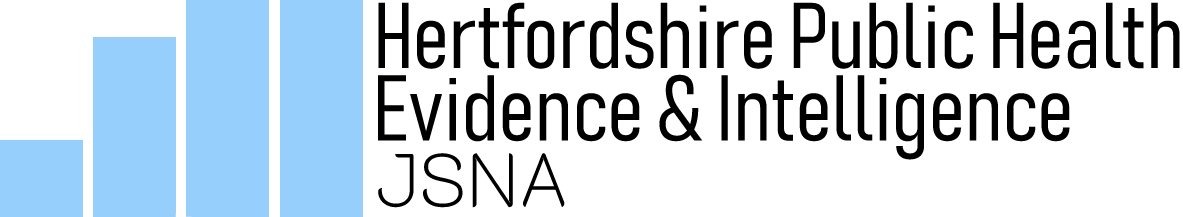 Hertfordshire Public Health
Evidence & Intelligence
JSNA